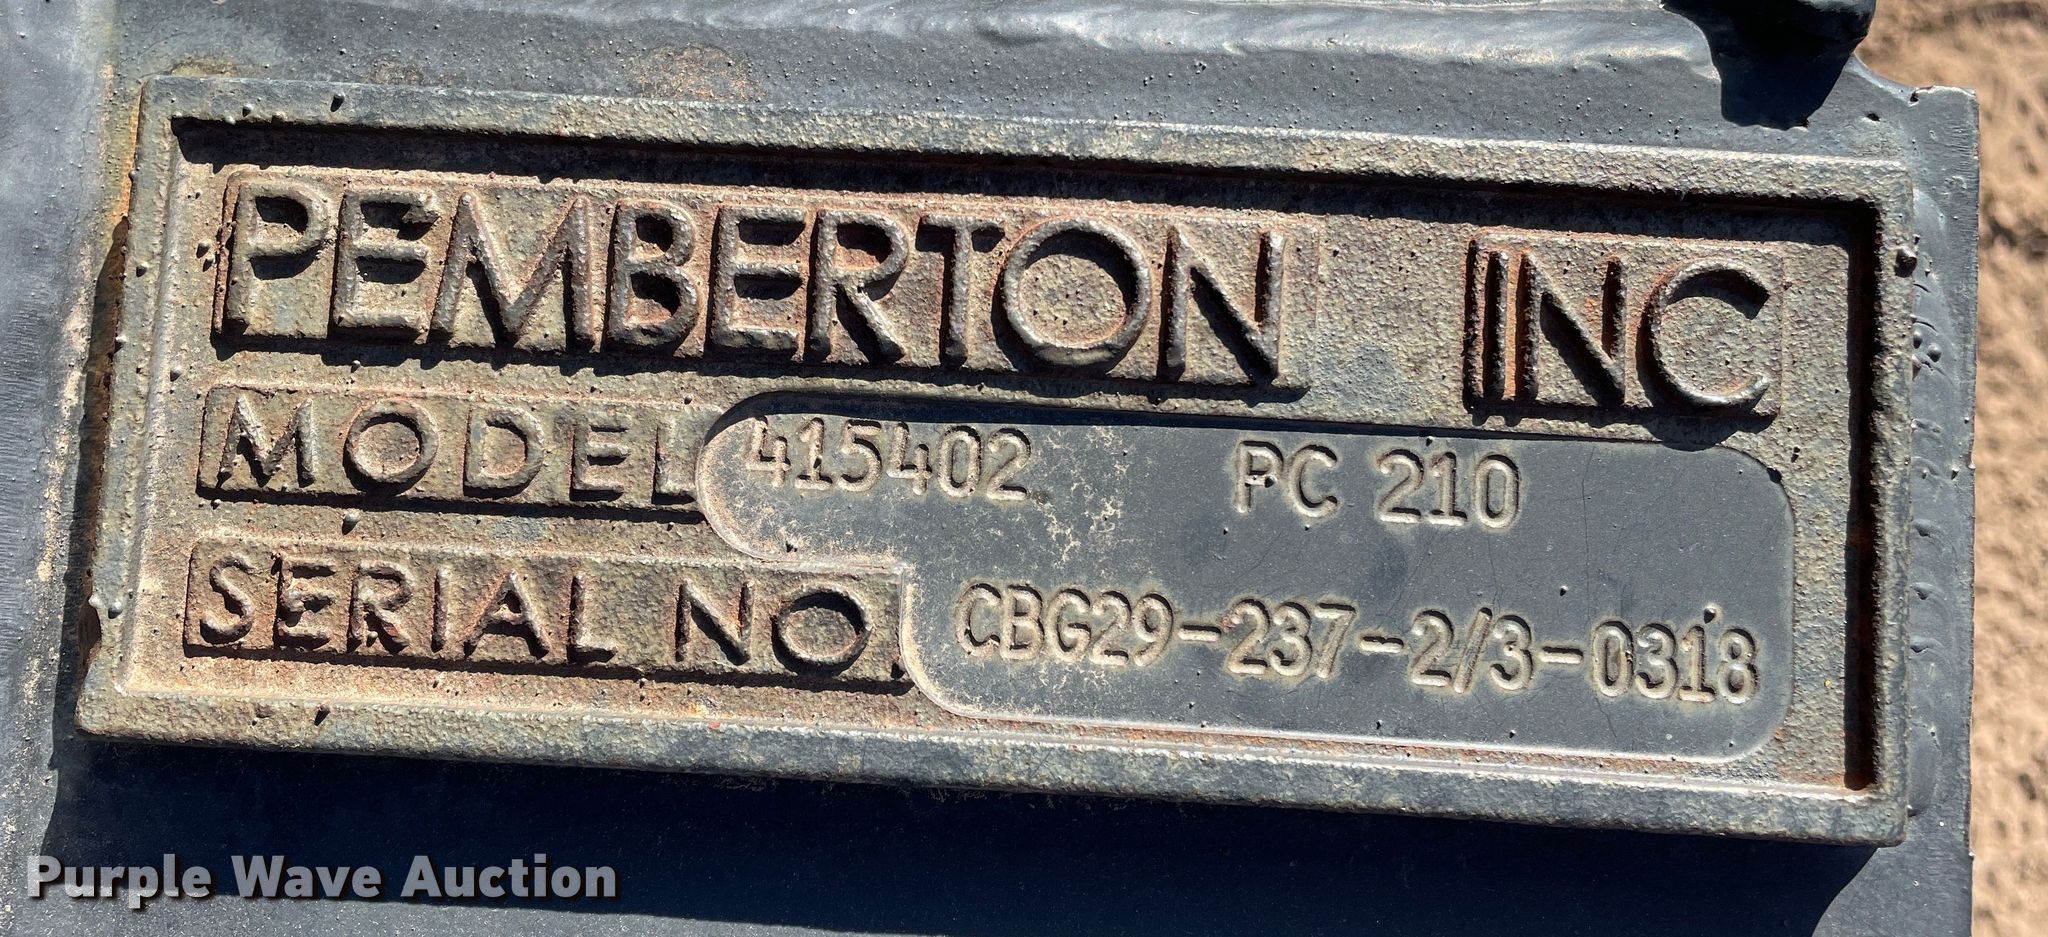 PEMBERTON INC
MODEL 415402 PC 210
SERIAL NO. CBG29-237-2/3-0318
Purple Wave Auction